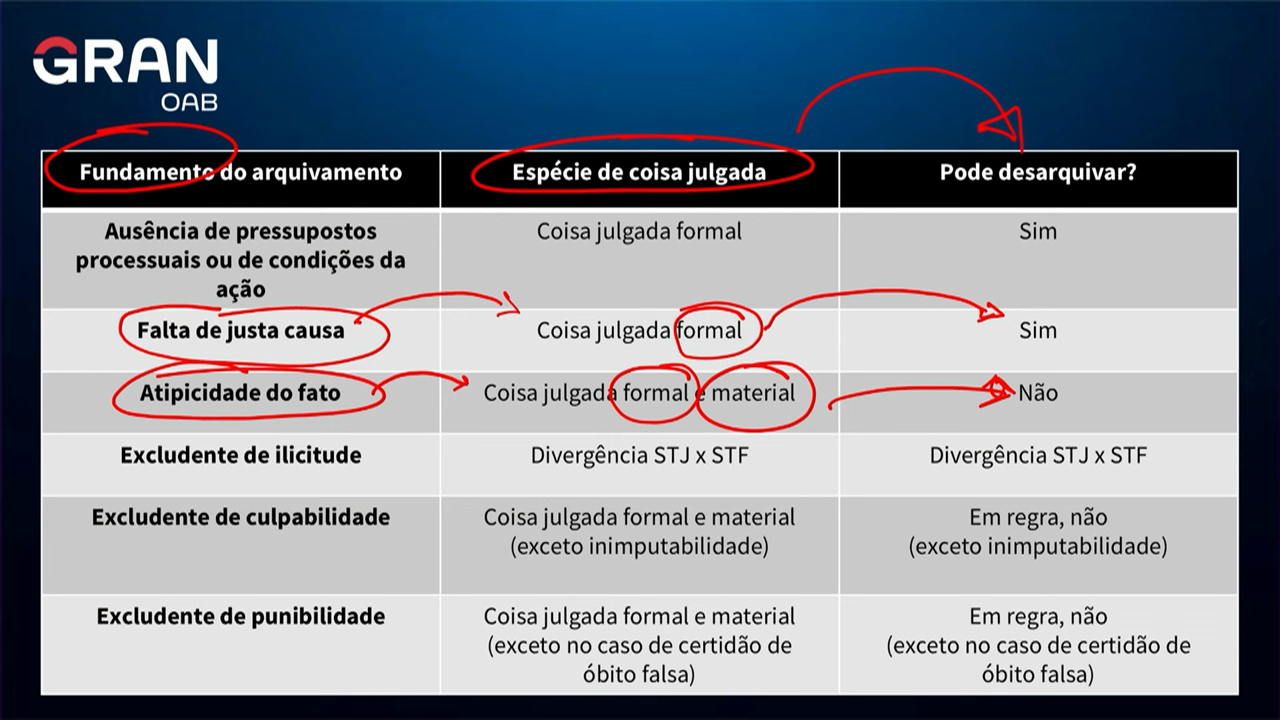 GRAN
OAB
Fundamento do arquivamento
Espécie de coisa julgada
Pode desarquivar?
Ausência de pressupostos
processuais ou de condições da
ação
Coisa julgada formal
Sim
Falta de justa causa
Coisa julgada formal
Sim
Atipicidade do fato
Coisa julgada formal e material
Não
Excludente de ilicitude
Divergência STJ x STF
Divergência STJ x STF
Excludente de culpabilidade
Coisa julgada formal e material
(exceto inimputabilidade)
Em regra, não
(exceto inimputabilidade)
Excludente de punibilidade
Coisa julgada formal e material
(exceto no caso de certidão de
óbito falsa)
Em regra, não
(exceto no caso de certidão de
óbito falsa)